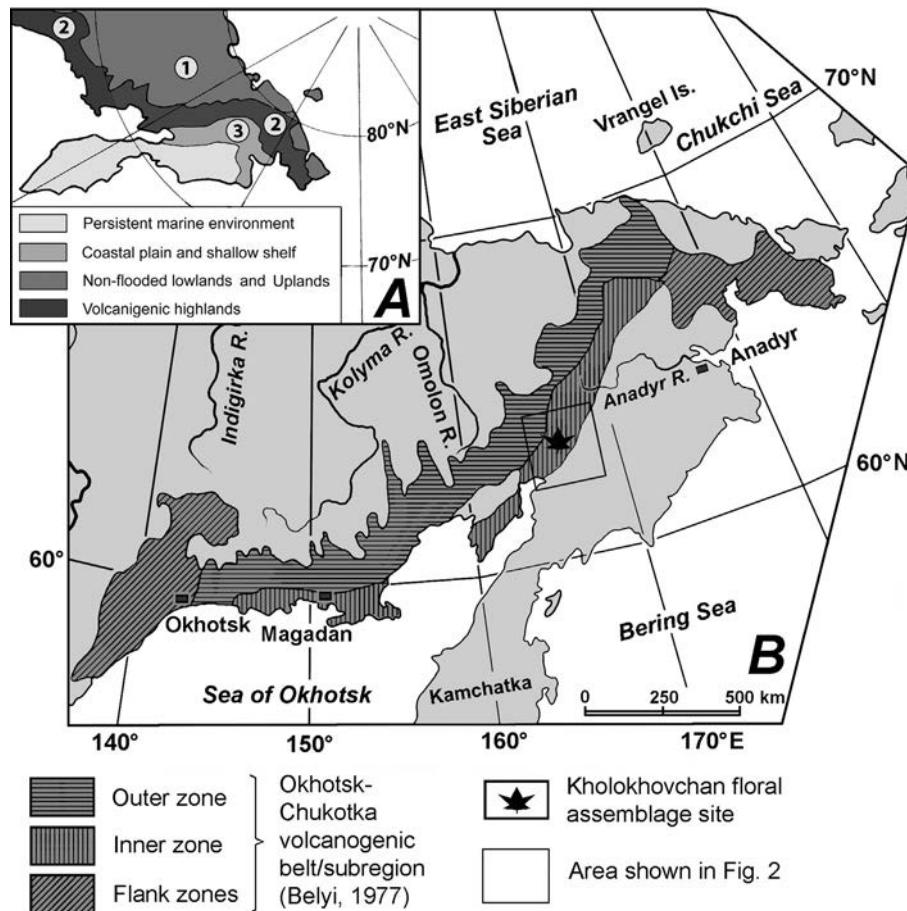 2
1
2
3
80°N
70°N
Persistent marine environment
Coastal plain and shallow shelf
Non-flooded lowlands and Uplands
Volcanigenic highlands
A
East Siberian
Sea
Vrangel Is.
Chukchi Sea
70°N
Indigirka R.
Kolyma R.
Omolon R.
Anadyr R.
Anadyr
60°N
60°
Okhotsk
Magadan
Sea of Okhotsk
Kamchatka
Bering Sea
B
0 250 500 km
140° 150° 160° 170°E
Outer zone
Inner zone
Flank zones
Okhotsk-
Chukotka
volcanogenic
belt/subregion
(Belyi, 1977)
Kholokhovchan floral
assemblage site
Area shown in Fig. 2